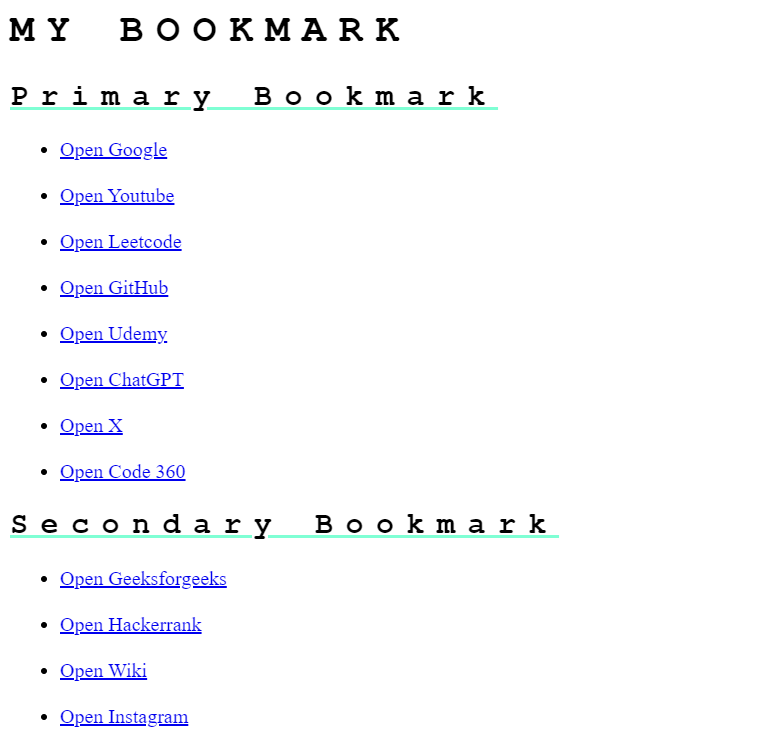 MY BOOKMARK
Primary Bookmark
Open Google
Open Youtube
Open Leetcode
Open GitHub
Open Udemy
Open ChatGPT
Open X
Open Code 360
Secondary Bookmark
Open Geeksforgeeks
Open Hackerrank
Open Wiki
Open Instagram